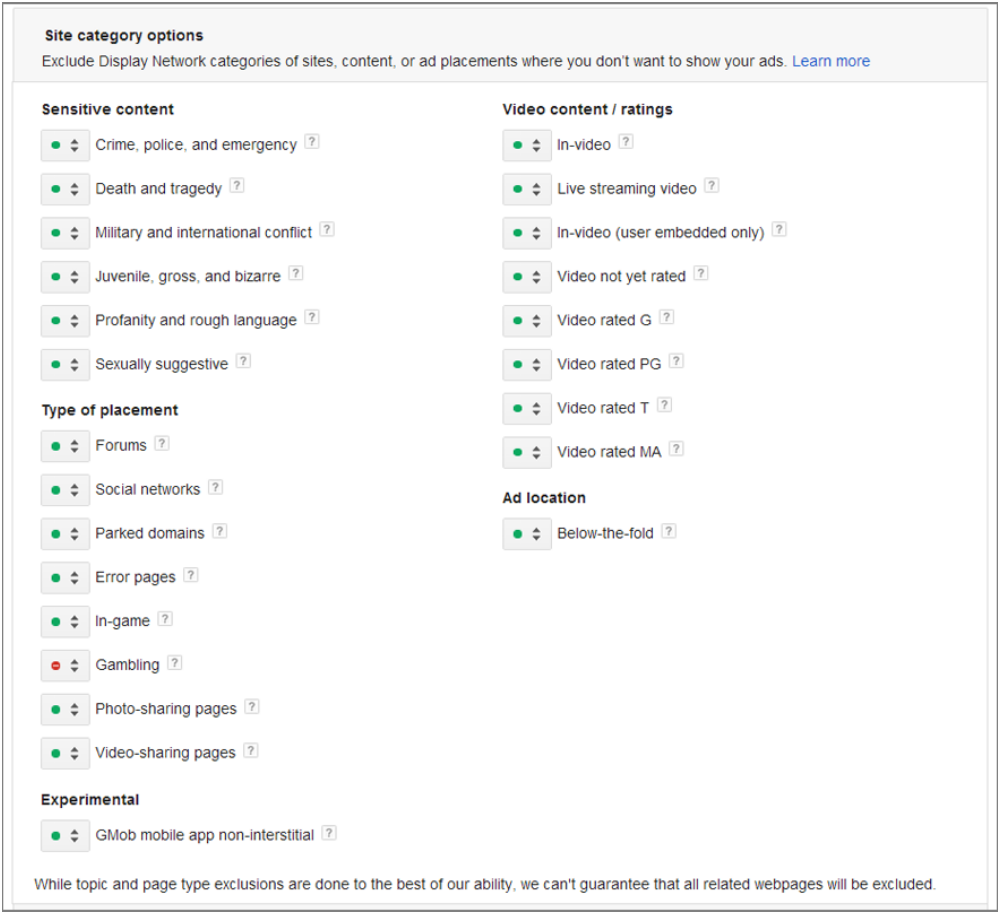 Site category options
Exclude Display Network categories of sites, content, or ad placements where you don't want to show your ads. Learn more
Sensitive content
Crime, police, and emergency ?
Death and tragedy ?
Military and international conflict ?
Juvenile, gross, and bizarre ?
Profanity and rough language ?
Sexually suggestive ?
Type of placement
Forums ?
Social networks ?
Parked domains ?
Error pages ?
In-game ?
Gambling ?
Photo-sharing pages ?
Video-sharing pages ?
Experimental
GMob mobile app non-interstitial ?
Video content / ratings
In-video ?
Live streaming video ?
In-video (user embedded only) ?
Video not yet rated ?
Video rated G ?
Video rated PG ?
Video rated T ?
Video rated MA ?
Ad location
Below-the-fold ?
While topic and page type exclusions are done to the best of our ability, we can't guarantee that all related webpages will be excluded.